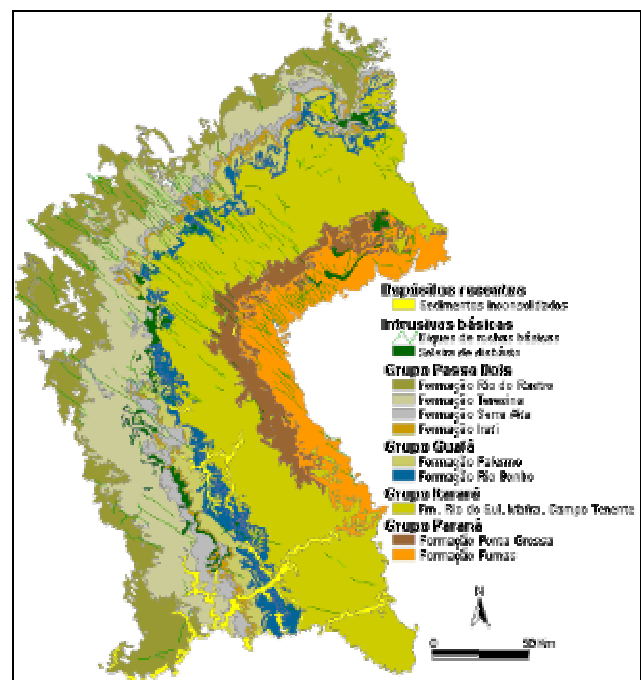 Depósitos recentes
Sedimentos inconsolidados
Intrusivas básicas
Diques de rochas básicas
Soleira de diabásio
Grupo Passa Dois
Formação Rio do Rastro
Formação Teresina
Formação Serra Alta
Formação Irati
Grupo Guatá
Formação Palermo
Formação Rio Bonito
Grupo Itararé
Fm. Rio do Sul, Mafra, Campo Tenente
Grupo Paraná
Formação Ponta Grossa
Formação Furnas
N
0
50 Km